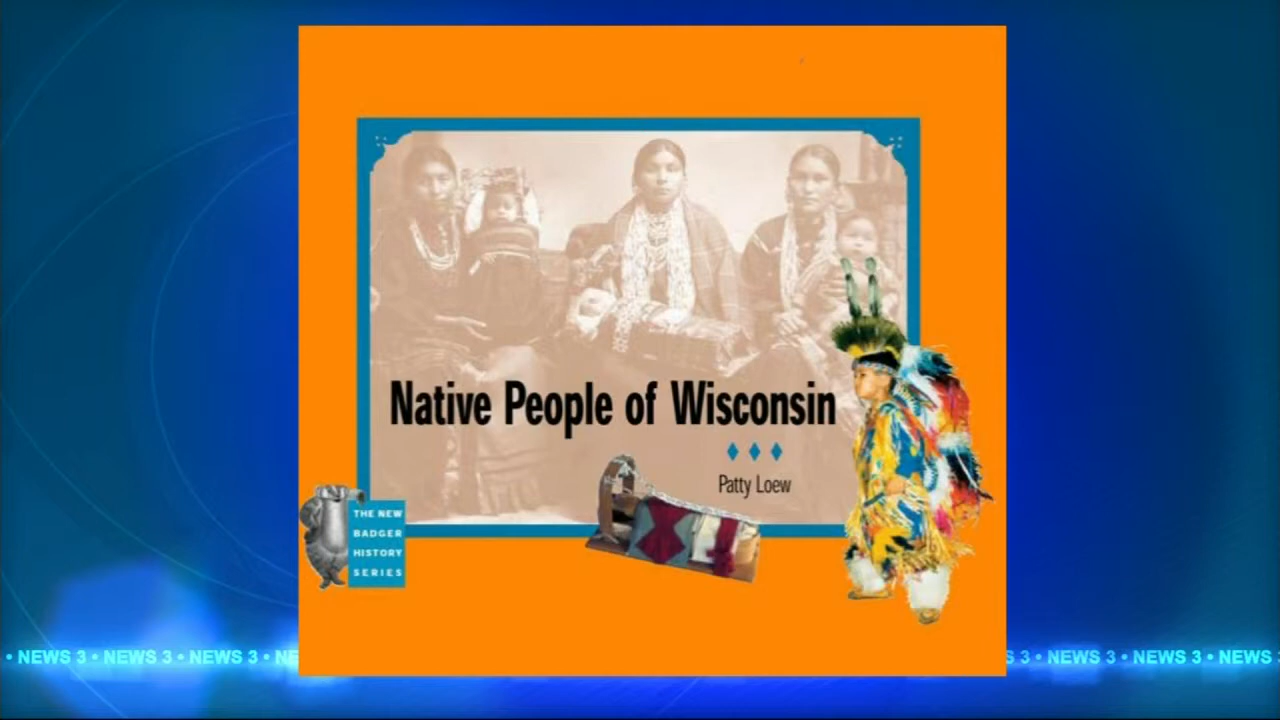 Native People of Wisconsin
Patty Loew
THE NEW
BADGER
HISTORY
SERIES
• NEWS 3 • NEWS 3 • NEWS 3 • NE
S 3 • NEWS 3 • NEWS 3 • NEWS 3